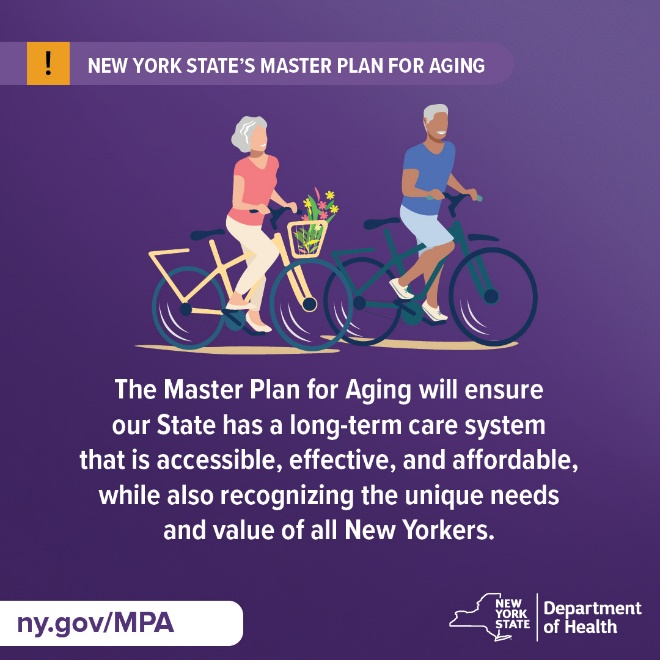 !
NEW YORK STATE'S MASTER PLAN FOR AGING
The Master Plan for Aging will ensure
our State has a long-term care system
that is accessible, effective, and affordable,
while also recognizing the unique needs
and value of all New Yorkers.
ny.gov/MPA
NEW
YORK
STATE
Department
of Health